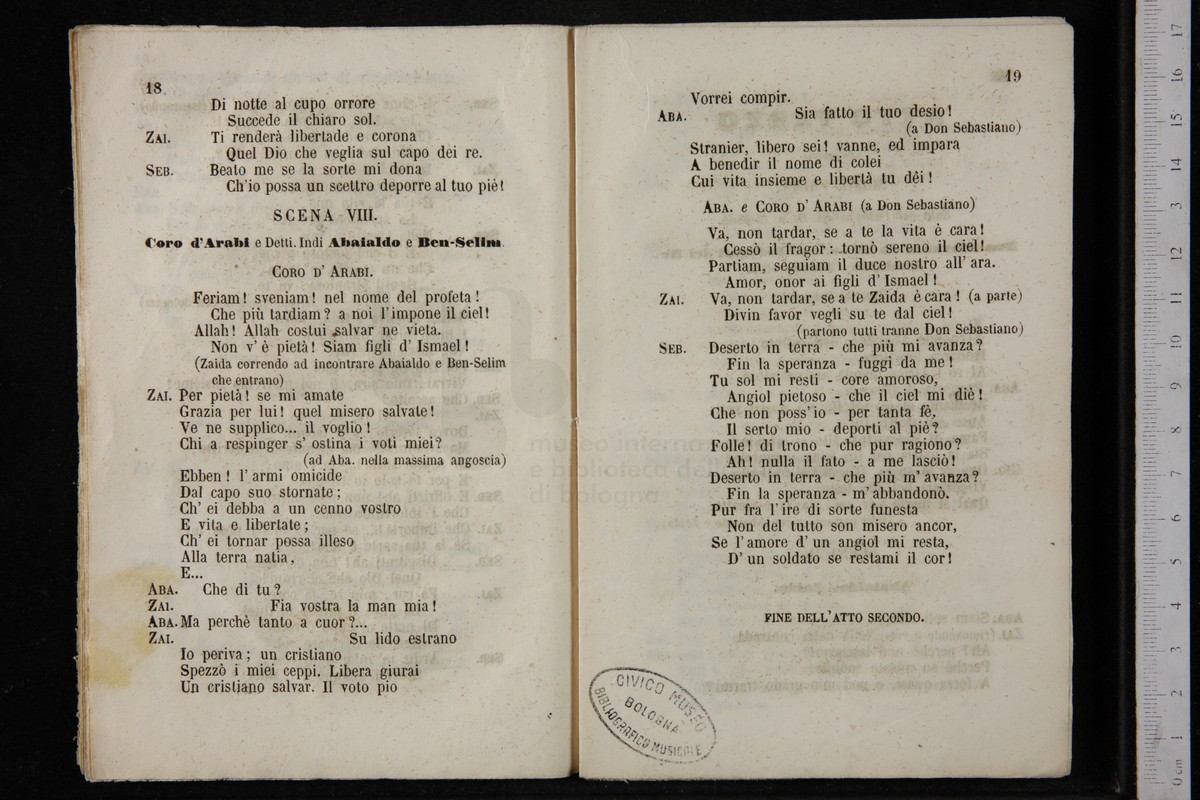 18
Di notte al cupo orrore
Succede il chiaro sol.
ZAI. Ti renderà libertade e corona
Quel Dio che veglia sul capo dei re.
SEB. Beato me se la sorte mi dona
Ch'io possa un scettro deporre al tuo piè!
SCENA VIII.
Coro d'Arabi e Detti. Indi Abaialdo e Ben-Selim.
CORO D' ARABI.
Feriam! sveniam! nel nome del profeta!
Che più tardiam? a noi l'impone il ciel!
Allah! Allah costui salvar ne vieta.
Non v' è pietà! Siam figli d' Ismael!
(Zaida correndo ad incontrare Abaialdo e Ben-Selim
che entrano)
ZAI. Per pietà! se mi amate
Grazia per lui! quel misero salvate!
Ve ne supplico... il voglio!
Chi a respinger s' ostina i voti miei?
(ad Aba. nella massima angoscia)
Ebben! l' armi omicide
Dal capo suo stornate;
Ch' ei debba a un cenno vostro
E vita e libertate;
Ch' ei tornar possa illeso
Alla terra natia,
E...
ABA. Che di tu?
ZAI. Fia vostra la man mia!
ABA. Ma perchè tanto a cuor?...
ZAI. Su lido estrano
Io periva; un cristiano
Spezzò i miei ceppi. Libera giurai
Un cristiano salvar. Il voto pio
19
Vorrei compir.
ABA. Sia fatto il tuo desio!
(a Don Sebastiano)
Stranier, libero sei! vanne, ed impara
A benedir il nome di colei
Cui vita insieme e libertà tu dêi!
ABA. e CORO D' ARABI (a Don Sebastiano)
Va, non tardar, se a te la vita è cara!
Cessò il fragor: tornò sereno il ciel!
Partiam, seguiam il duce nostro all' ara.
Amor, onor ai figli d' Ismael!
ZAI. Va, non tardar, se a te Zaida è cara! (a parte)
Divin favor vegli su te dal ciel!
(partono tutti tranne Don Sebastiano)
SEB. Deserto in terra - che più mi avanza?
Fin la speranza - fuggì da me!
Tu sol mi resti - core amoroso,
Angiol pietoso - che il ciel mi diè!
Che non poss' io - per tanta fè,
Il serto mio - deporti al piè?
Folle! di trono - che pur ragiono?
Ah! nulla il fato - a me lasciò!
Deserto in terra - che più m' avanza?
Fin la speranza - m' abbandonò.
Pur fra l' ire di sorte funesta
Non del tutto son misero ancor,
Se l' amore d' un angiol mi resta,
D' un soldato se restami il cor!
FINE DELL'ATTO SECONDO.
CIVICO MUSEO
BOLOGNA
BIBLIOGRAFICO MUSICALE